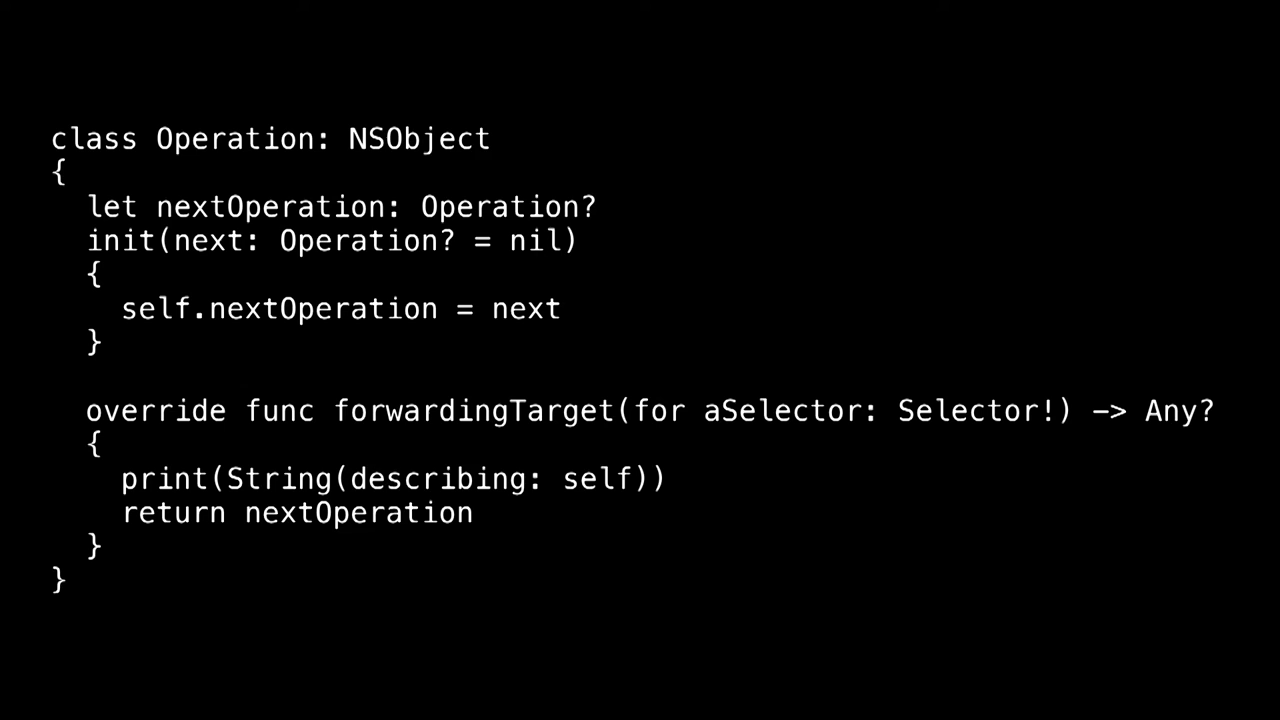 class Operation: NSObject
{
  let nextOperation: Operation?
  init(next: Operation? = nil)
  {
    self.nextOperation = next
  }

  override func forwardingTarget(for aSelector: Selector!) -> Any?
  {
    print(String(describing: self))
    return nextOperation
  }
}